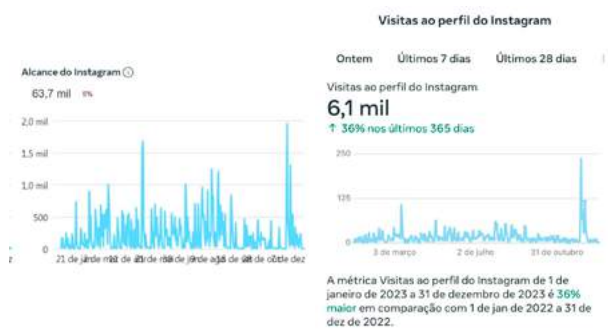 Alcance do Instagram
63,7 mil
2,0 mil
1,5 mil
1,0 mil
500
0
Visitas ao perfil do Instagram
Ontem Últimos 7 dias Últimos 28 dias
Visitas ao perfil do Instagram
6,1 mil
↑ 36% nos últimos 365 dias
250
125
0
3 de março 2 de julho 31 de outubro
A métrica Visitas ao perfil do Instagram de 1 de
janeiro de 2023 a 31 de dezembro de 2023 é 36%
maior em comparação com 1 de jan de 2022 a 31 de
dez de 2022.